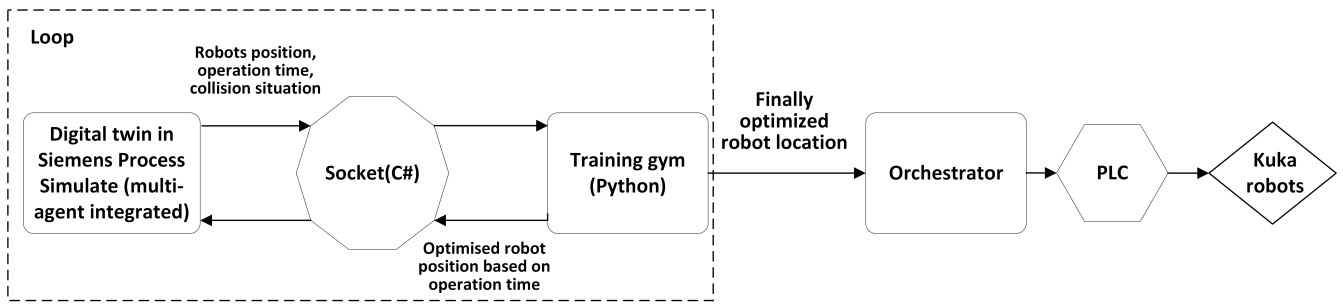 Loop
Robots position,
operation time,
collision situation
Digital twin in
Siemens Process
Simulate (multi-
agent integrated)
Socket(C#)
Training gym
(Python)
Optimised robot
position based on
operation time
Finally
optimized
robot location
Orchestrator
PLC
Kuka
robots